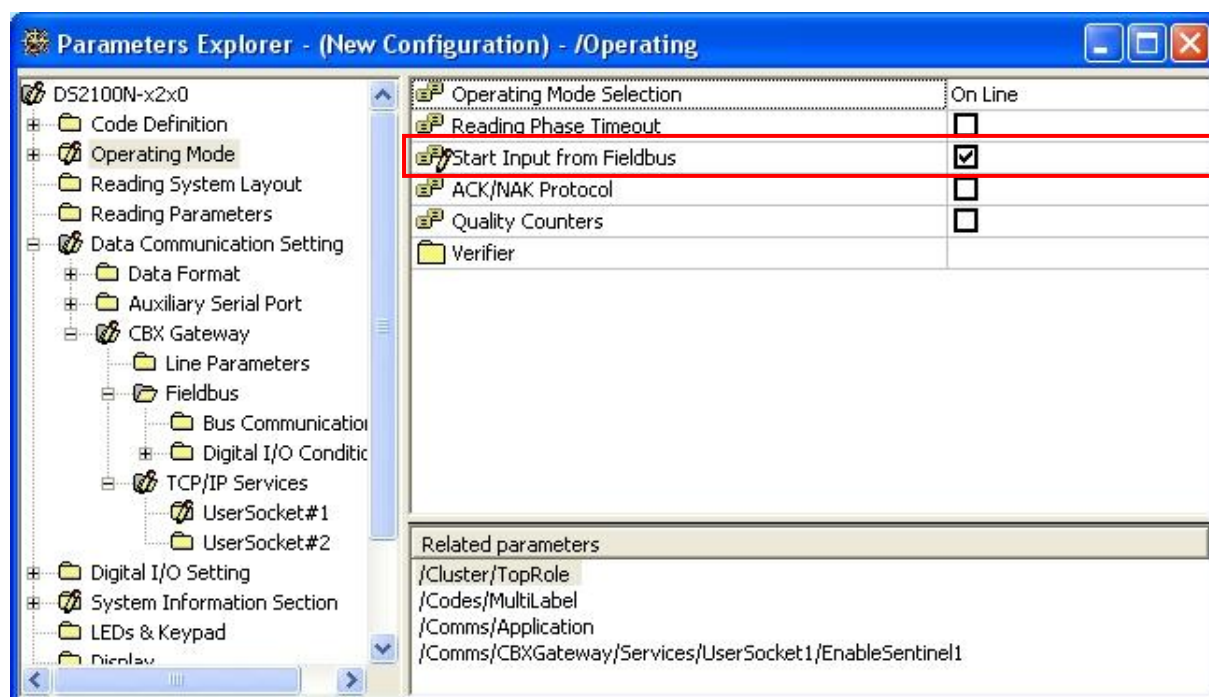 Parameters Explorer - (New Configuration) - /Operating
DS2100N-x2x0
Code Definition
Operating Mode
Reading System Layout
Reading Parameters
Data Communication Setting
Data Format
Auxiliary Serial Port
CBX Gateway
Line Parameters
Fieldbus
Bus Communication
Digital I/O Conditic
TCP/IP Services
UserSocket#1
UserSocket#2
Digital I/O Setting
System Information Section
LEDs & Keypad
Display
Operating Mode Selection On Line
Reading Phase Timeout
Start Input from Fieldbus
ACK/NAK Protocol
Quality Counters
Verifier
Related parameters
/Cluster/TopRole
/Codes/MultiLabel
/Comms/Application
/Comms/CBXGateway/Services/UserSocket1/EnableSentinel1